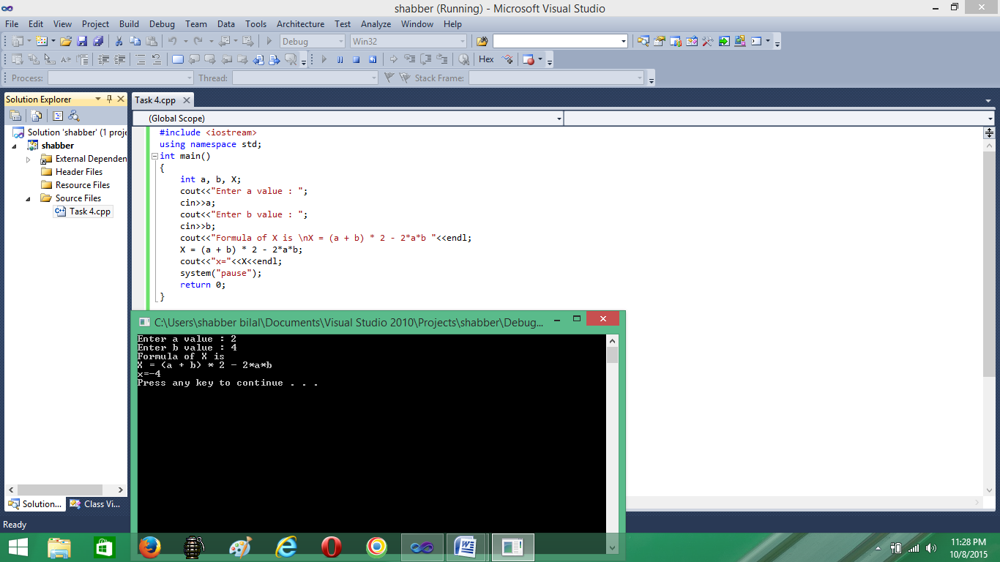 shabber (Running) - Microsoft Visual Studio
File Edit View Project Build Debug Team Data Tools Architecture Test Analyze Window Help
Debug Win32
Hex
Process: Thread: Stack Frame:
Solution Explorer
Solution 'shabber' (1 proje
shabber
External Dependen
Header Files
Resource Files
Source Files
Task 4.cpp
Solution... Class Vi...
Task 4.cpp
(Global Scope)
#include <iostream>
using namespace std;
int main()
{
int a, b, X;
cout<<"Enter a value : ";
cin>>a;
cout<<"Enter b value : ";
cin>>b;
cout<<"Formula of X is \nX = (a + b) * 2 - 2*a*b "<<endl;
X = (a + b) * 2 - 2*a*b;
cout<<"x="<<X<<endl;
system("pause");
return 0;
}
C:\Users\shabber bilal\Documents\Visual Studio 2010\Projects\shabber\Debug...
Enter a value : 2
Enter b value : 4
Formula of X is
X = (a + b) * 2 - 2*a*b
x=-4
Press any key to continue . . .
Ready
11:28 PM
10/8/2015